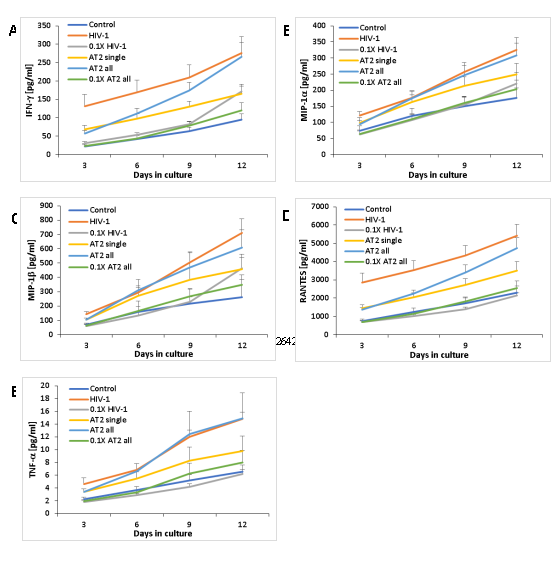 A
IFN-γ [pg/ml]
350
300
250
200
150
100
50
0
Control
HIV-1
0.1X HIV-1
AT2 single
AT2 all
0.1X AT2 all
3 6 9 12
Days in culture
MIP-1α [pg/ml]
400
350
300
250
200
150
100
50
0
Control
HIV-1
0.1X HIV-1
AT2 single
AT2 all
0.1X AT2 all
3 6 9 12
Days in culture
MIP-1β [pg/ml]
900
800
700
600
500
400
300
200
100
0
Control
HIV-1
0.1X HIV-1
AT2 single
AT2 all
0.1X AT2 all
3 6 9 12
Days in culture
2642
RANTES [pg/ml]
7000
6000
5000
4000
3000
2000
1000
0
Control
HIV-1
0.1X HIV-1
AT2 single
AT2 all
0.1X AT2 all
3 6 9 12
Days in culture
TNF-α [pg/ml]
20
18
16
14
12
10
8
6
4
2
0
Control
HIV-1
0.1X HIV-1
AT2 single
AT2 all
0.1X AT2 all
3 6 9 12
Days in culture